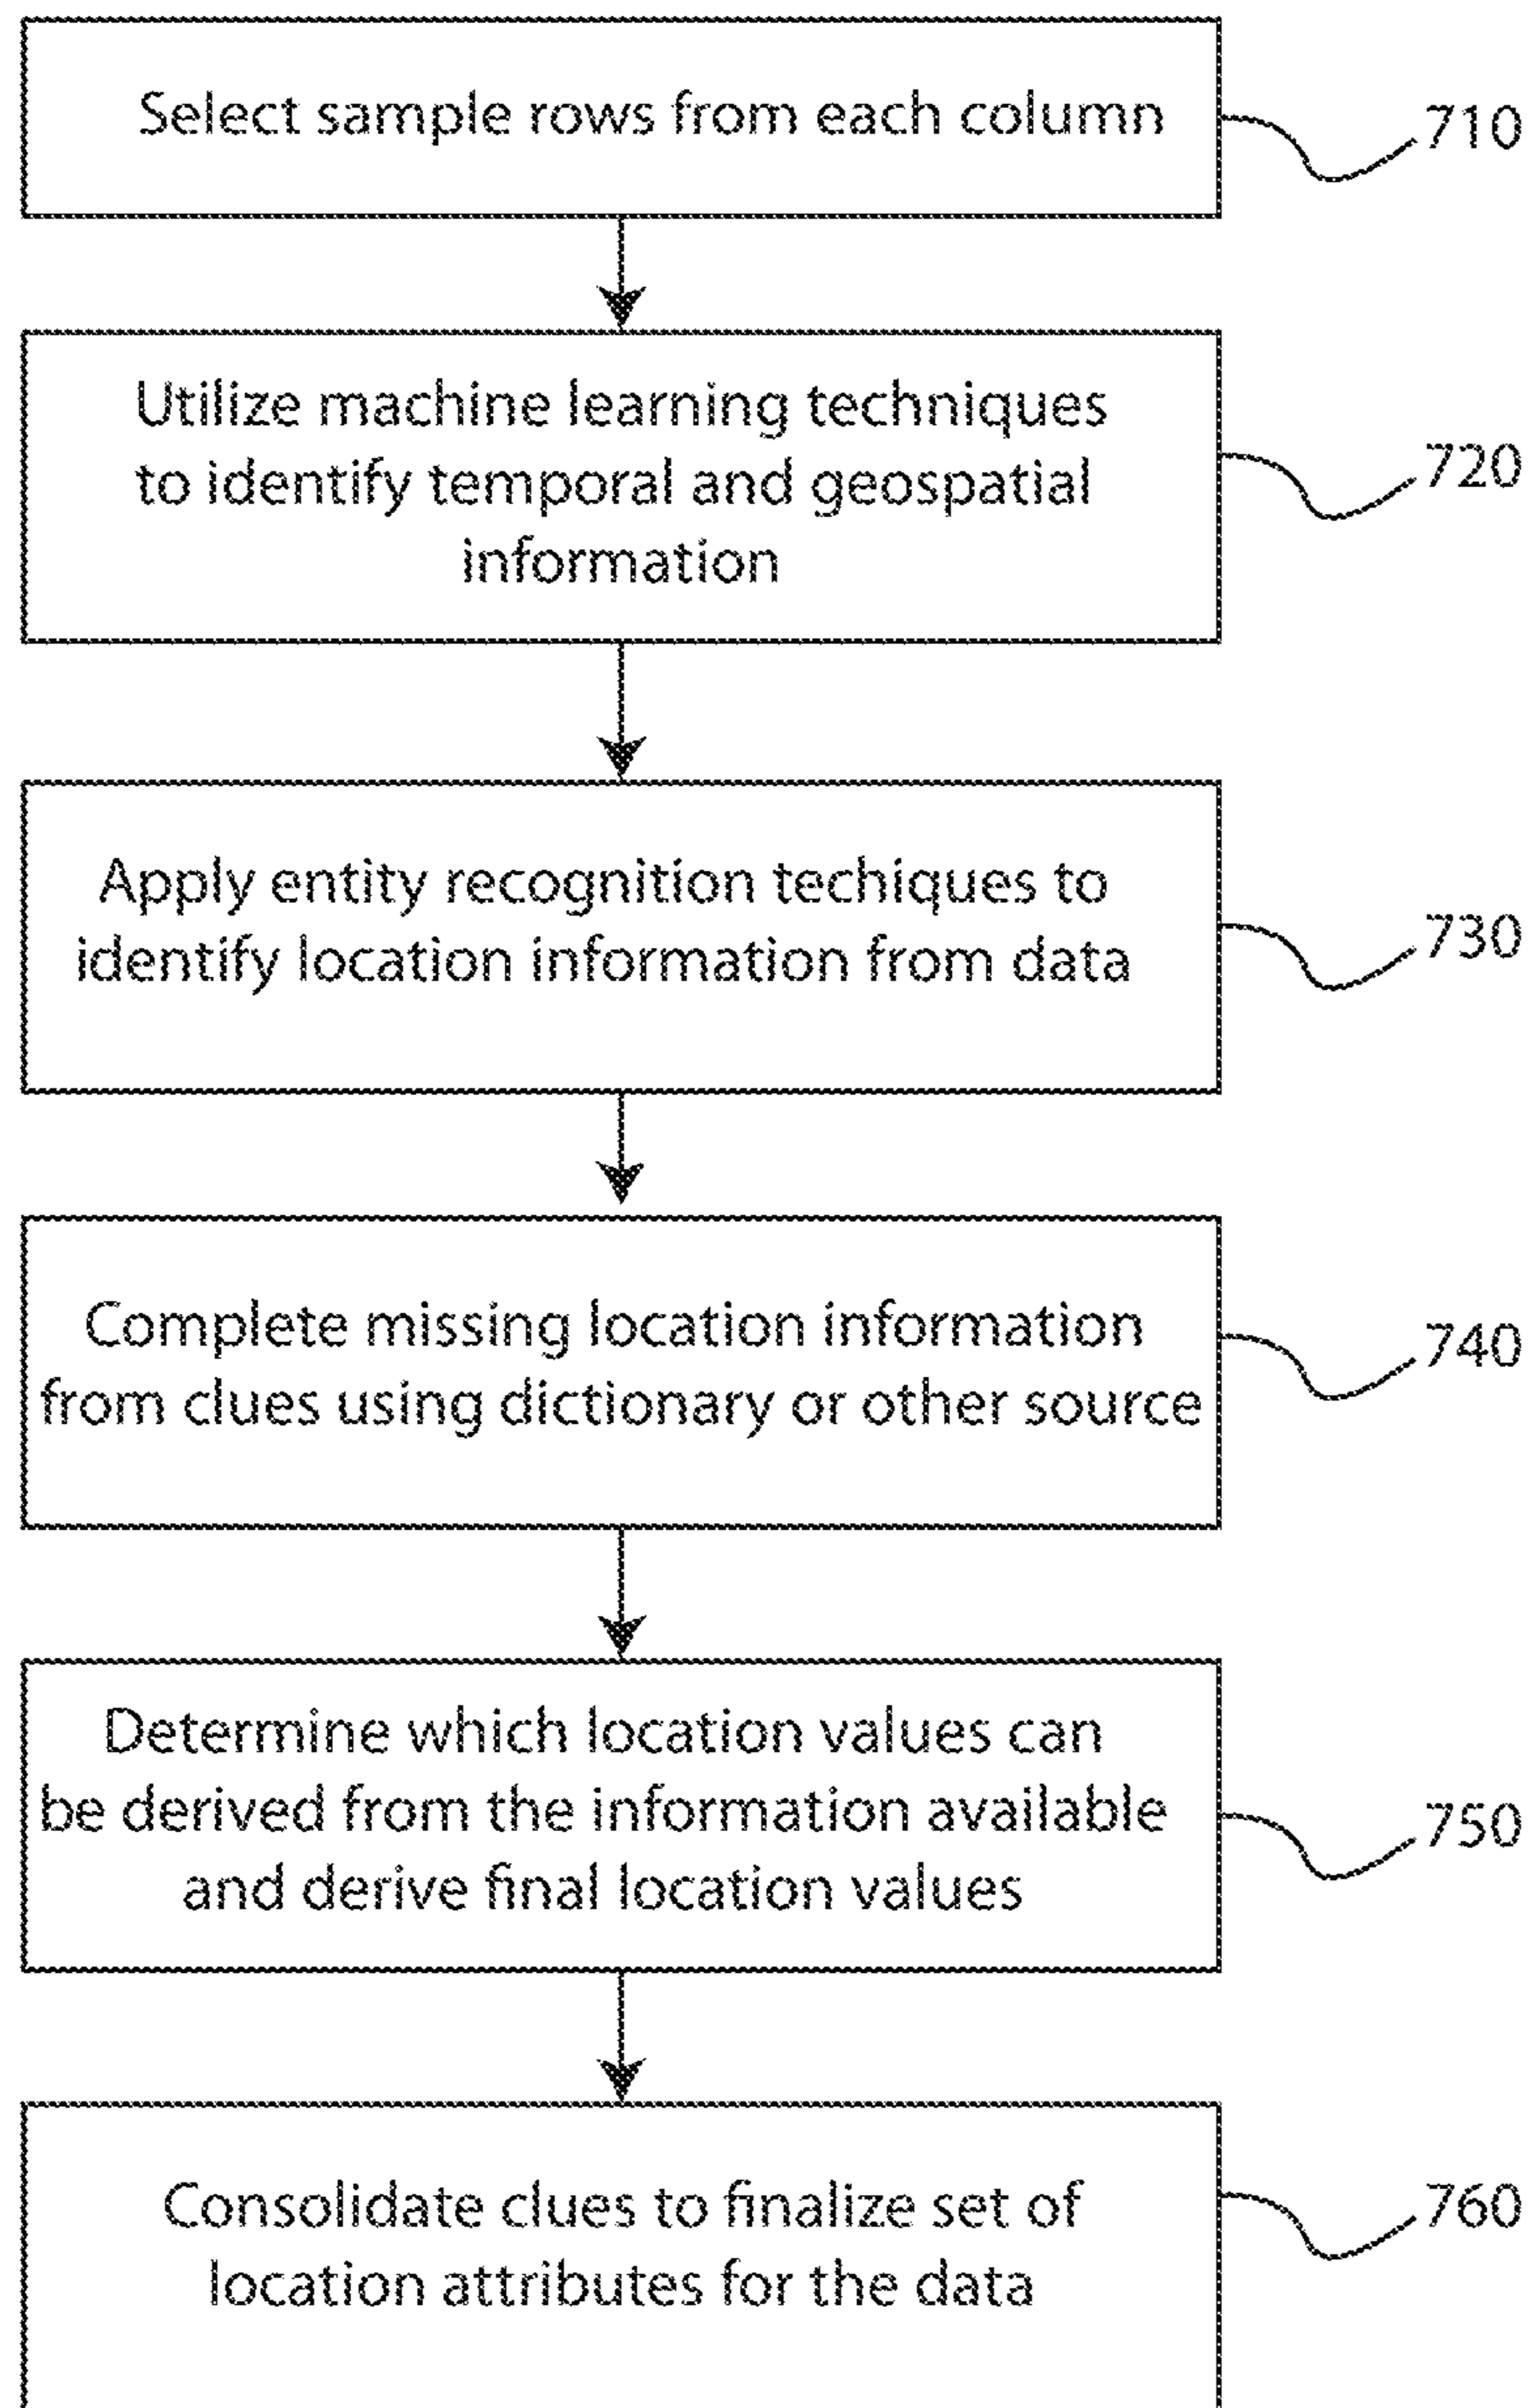 Select sample rows from each column
710
Utilize machine learning techniques
to identify temporal and geospatial
information
720
Apply entity recognition techiques to
identify location information from data
730
Complete missing location information
from clues using dictionary or other source
740
Determine which location values can
be derived from the information available
and derive final location values
750
Consolidate clues to finalize set of
location attributes for the data
760